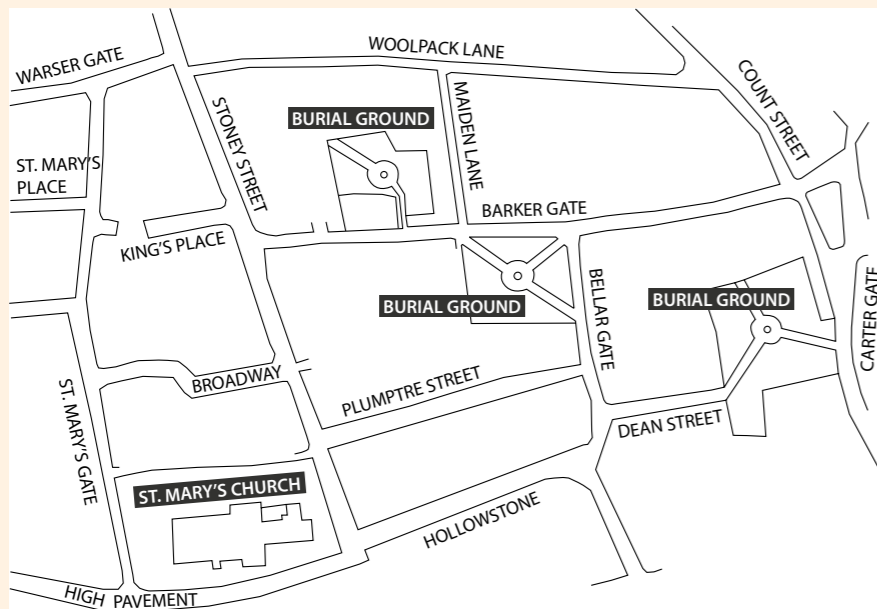 WOOLPACK LANE
WARSER GATE
COUNT STREET
STONEY STREET
MAIDEN LANE
BURIAL GROUND
ST. MARY'S
PLACE
BARKER GATE
KING'S PLACE
BURIAL GROUND
BELLAR GATE
BURIAL GROUND
CARTER GATE
BROADWAY
PLUMPTRE STREET
ST. MARY'S GATE
DEAN STREET
ST. MARY'S CHURCH
HOLLOWSTONE
HIGH PAVEMENT